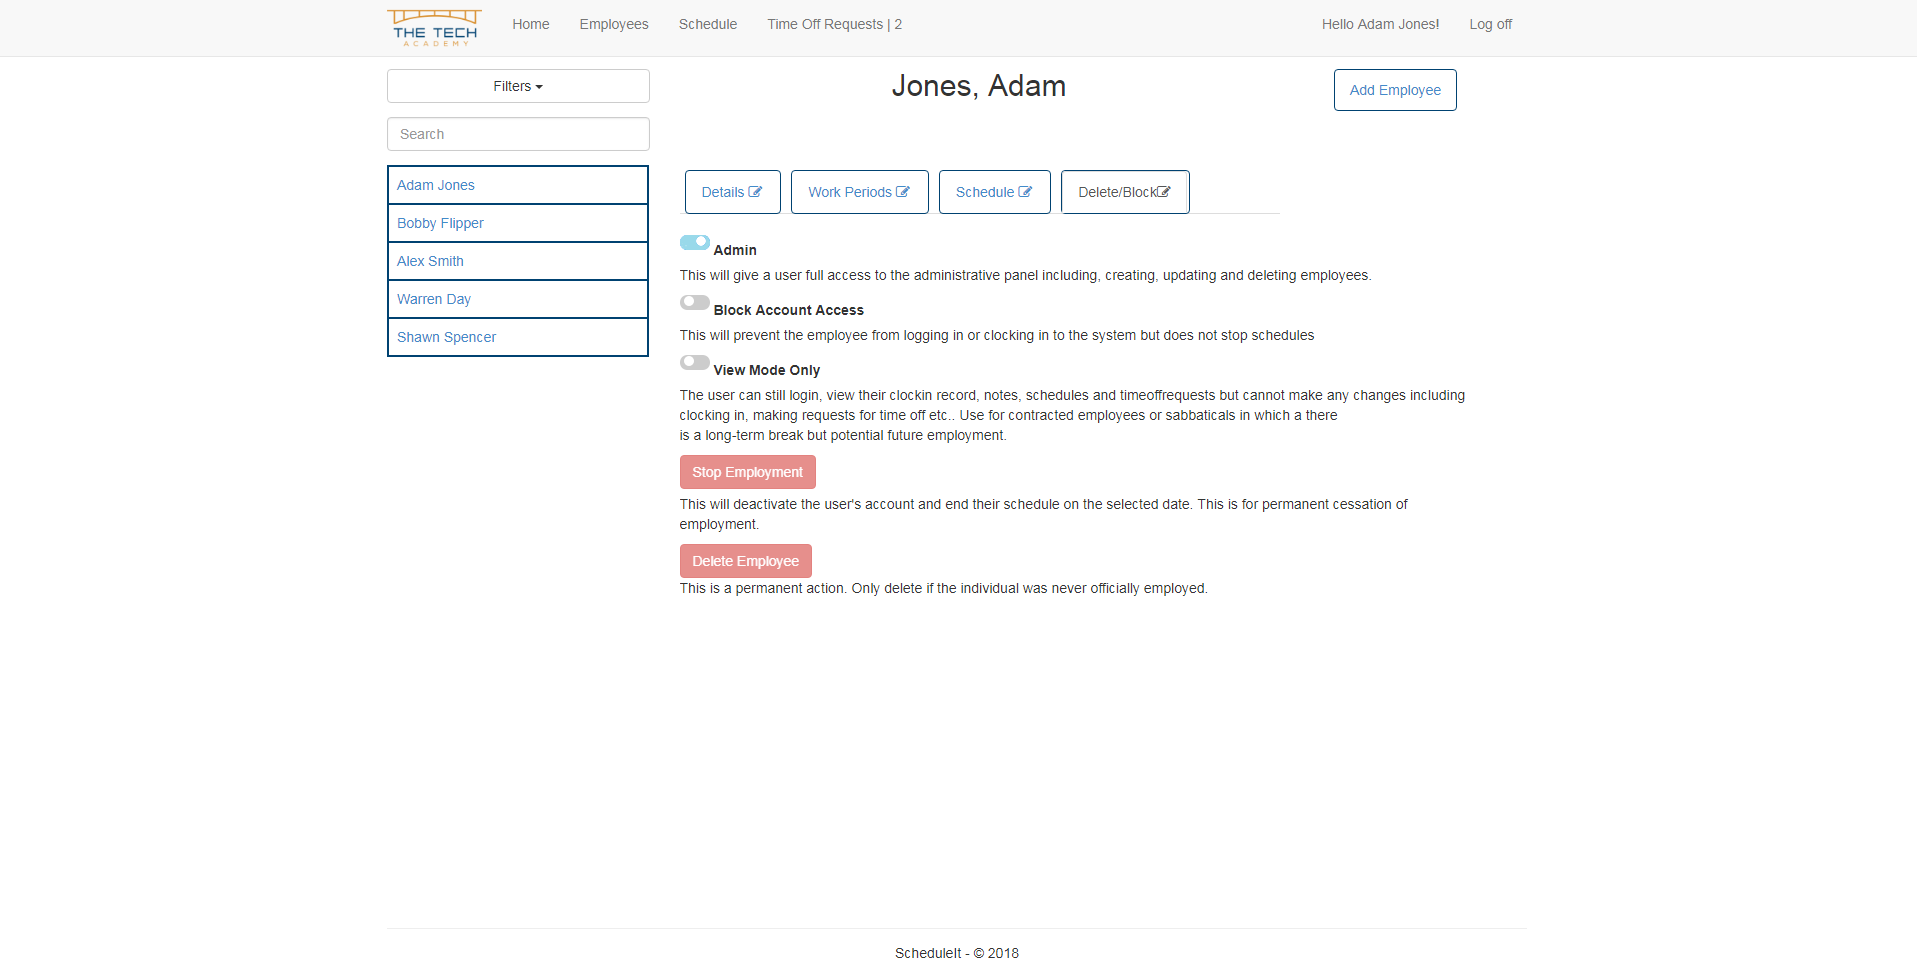 THE TECH
ACADEMY
Home Employees Schedule Time Off Requests | 2 Hello Adam Jones! Log off
Filters
Search
Adam Jones
Bobby Flipper
Alex Smith
Warren Day
Shawn Spencer
Jones, Adam
Add Employee
Details Work Periods Schedule Delete/Block
Admin
This will give a user full access to the administrative panel including, creating, updating and deleting employees.
Block Account Access
This will prevent the employee from logging in or clocking in to the system but does not stop schedules
View Mode Only
The user can still login, view their clockin record, notes, schedules and timeoffrequests but cannot make any changes including
clocking in, making requests for time off etc.. Use for contracted employees or sabbaticals in which a there
is a long-term break but potential future employment.
Stop Employment
This will deactivate the user's account and end their schedule on the selected date. This is for permanent cessation of
employment.
Delete Employee
This is a permanent action. Only delete if the individual was never officially employed.
ScheduleIt - © 2018